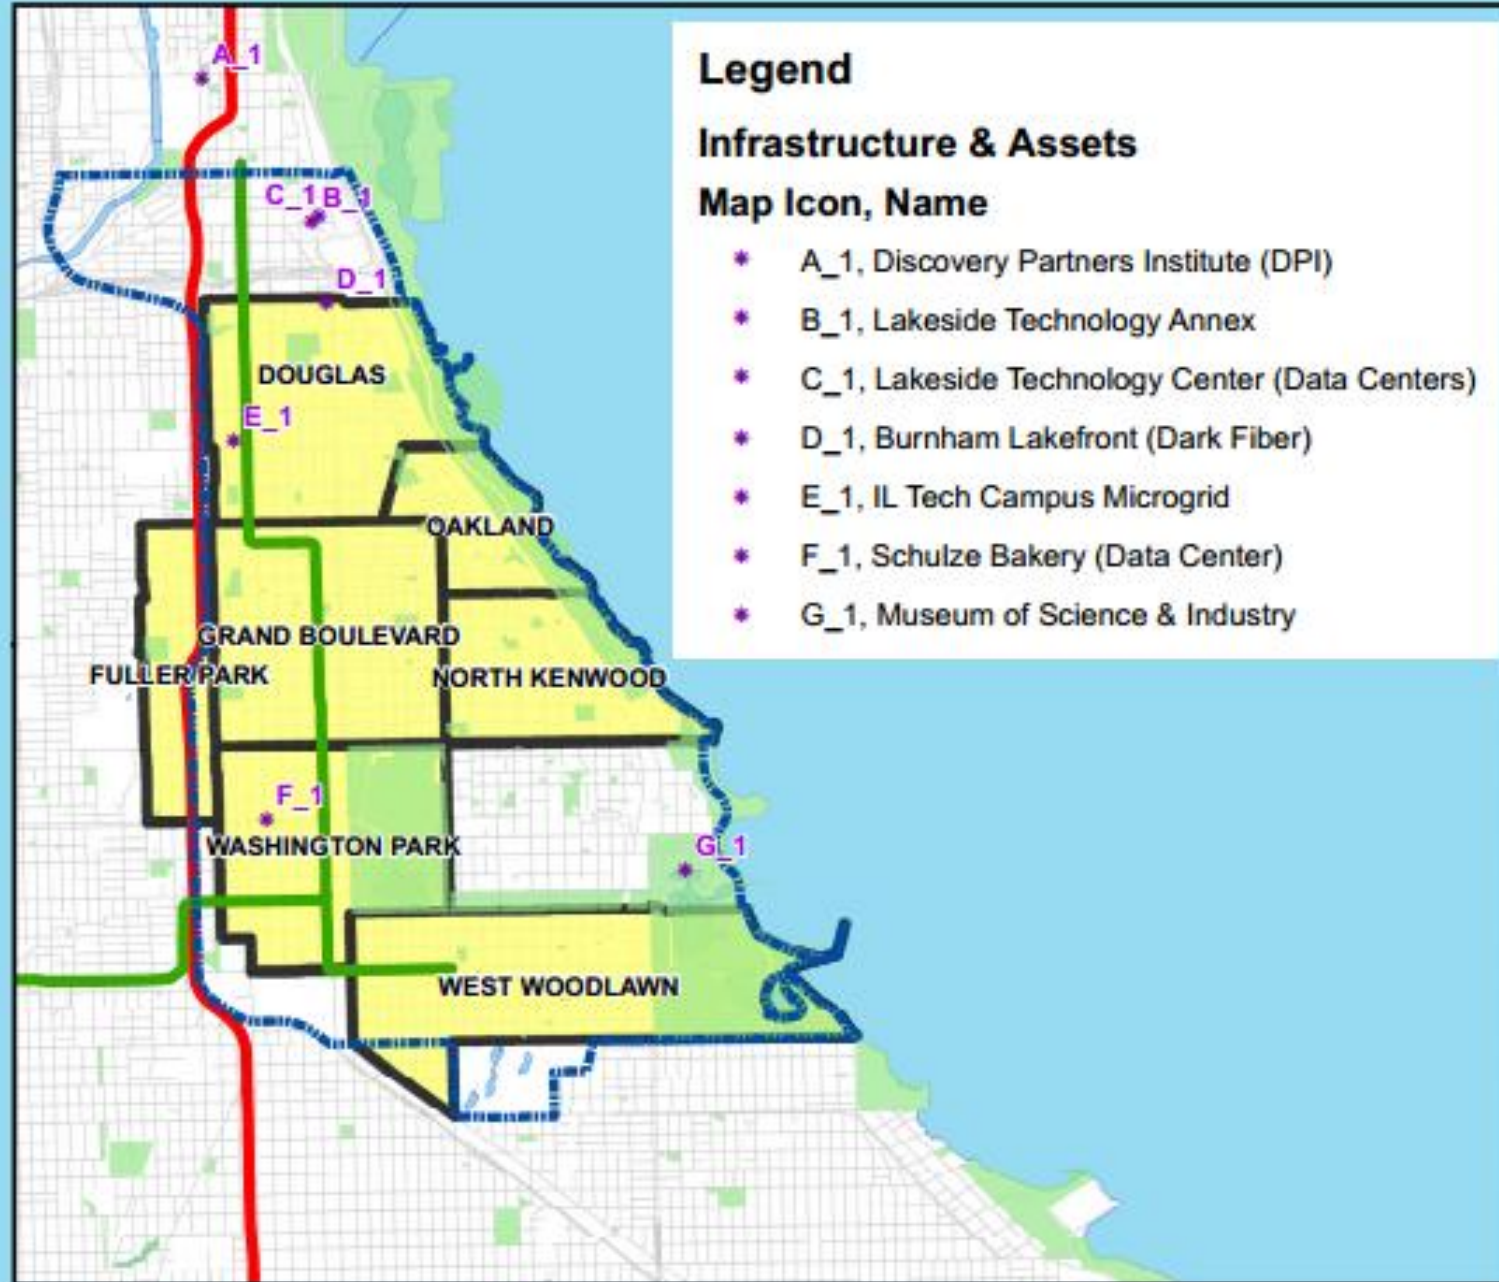 Legend
Infrastructure & Assets
Map Icon, Name
A_1, Discovery Partners Institute (DPI)
B_1, Lakeside Technology Annex
C_1, Lakeside Technology Center (Data Centers)
D_1, Burnham Lakefront (Dark Fiber)
E_1, IL Tech Campus Microgrid
F_1, Schulze Bakery (Data Center)
G_1, Museum of Science & Industry
A_1
C_1 B_1
D_1
DOUGLAS
E_1
OAKLAND
GRAND BOULEVARD
FULLER PARK
NORTH KENWOOD
F_1
WASHINGTON PARK
G_1
WEST WOODLAWN